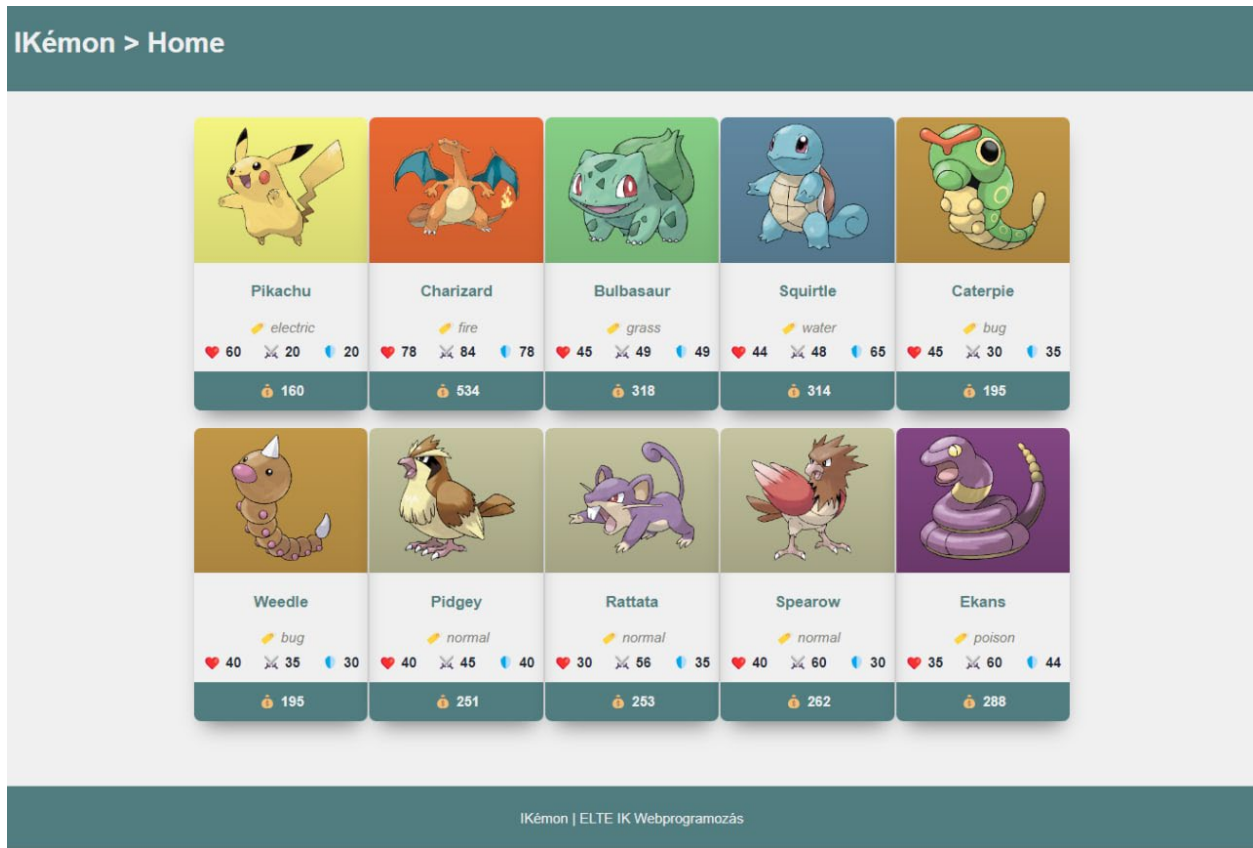 IKémon > Home
Pikachu
electric
60 20 20
160
Charizard
fire
78 84 78
534
Bulbasaur
grass
45 49 49
318
Squirtle
water
44 48 65
314
Caterpie
bug
45 30 35
195
Weedle
bug
40 35 30
195
Pidgey
normal
40 45 40
251
Rattata
normal
30 56 35
253
Spearow
normal
40 60 30
262
Ekans
poison
35 60 44
288
IKémon | ELTE IK Webprogramozás